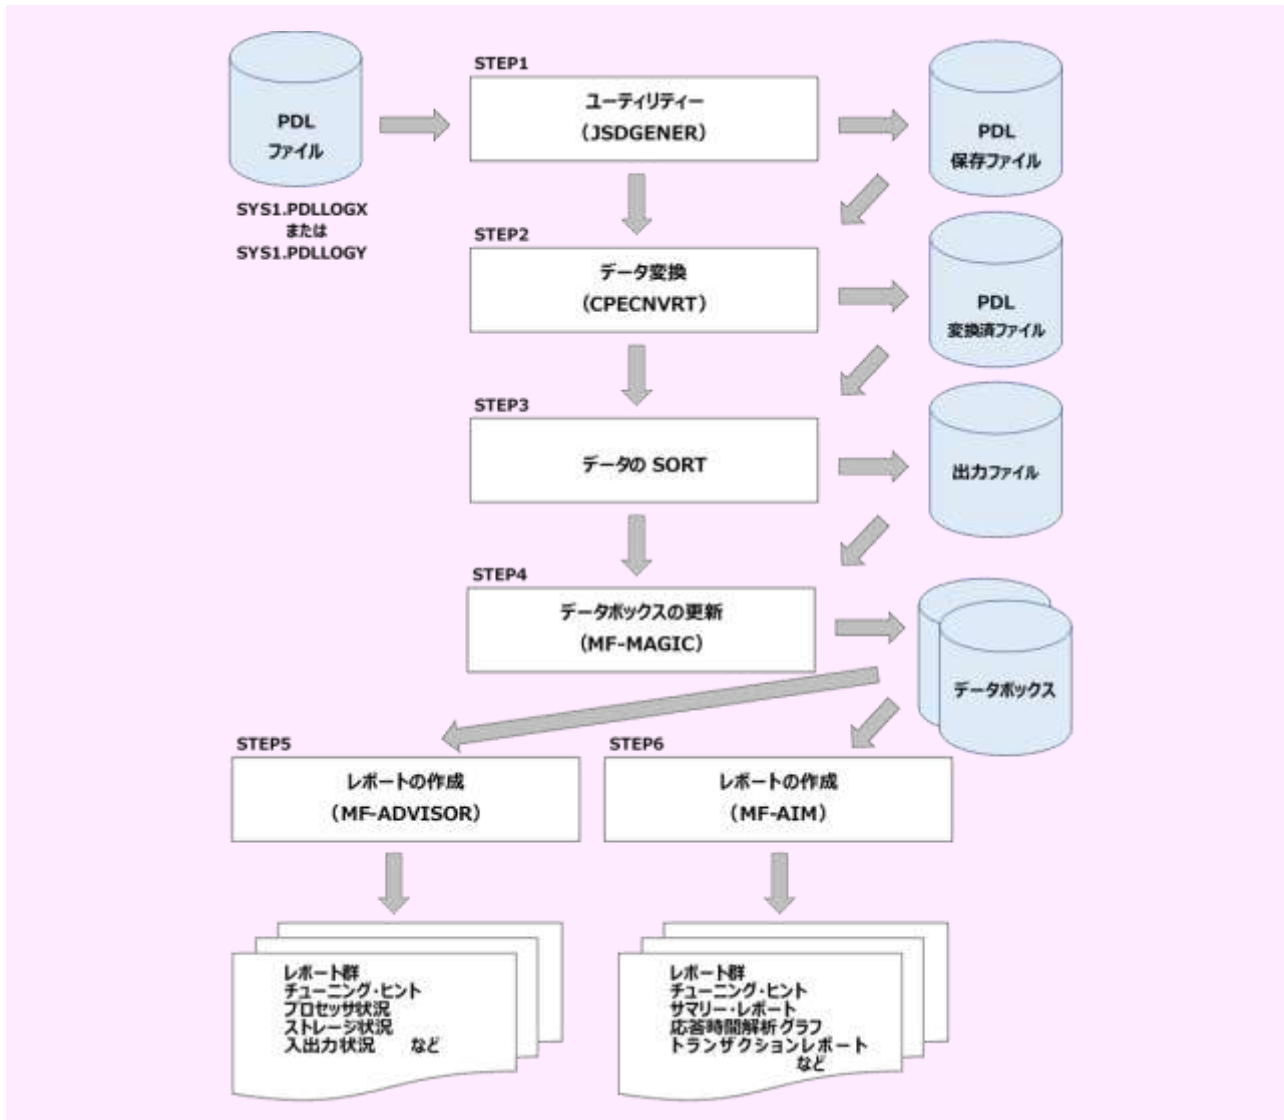 PDL
ファイル
SYS1.PDLLOGX
または
SYS1.PDLLOGY
STEP1
ユーティリティー
(JSDGENER)
PDL
保存ファイル
STEP2
データ変換
(CPECNVRT)
PDL
変換済ファイル
STEP3
データの SORT
出力ファイル
STEP4
データボックスの更新
(MF-MAGIC)
データボックス
STEP5
レポートの作成
(MF-ADVISOR)
STEP6
レポートの作成
(MF-AIM)
レポート群
チューニング・ヒント
プロセッサ状況
ストレージ状況
入出力状況 など
レポート群
チューニング・ヒント
サマリー・レポート
応答時間解析グラフ
トランザクションレポート
など